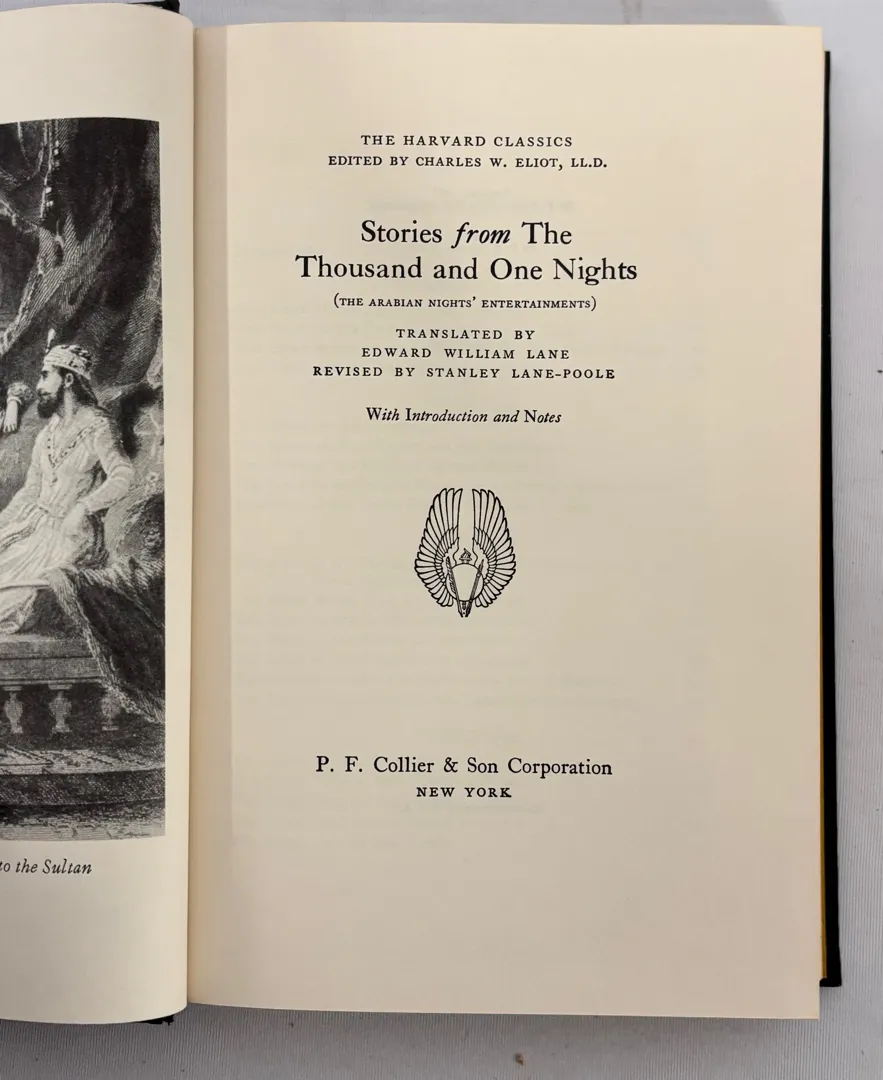 to the Sultan
THE HARVARD CLASSICS
EDITED BY CHARLES W. ELIOT, LL.D.
Stories from The
Thousand and One Nights
(THE ARABIAN NIGHTS' ENTERTAINMENTS)
TRANSLATED BY
EDWARD WILLIAM LANE
REVISED BY STANLEY LANE-POOLE
With Introduction and Notes
P. F. Collier & Son Corporation
NEW YORK